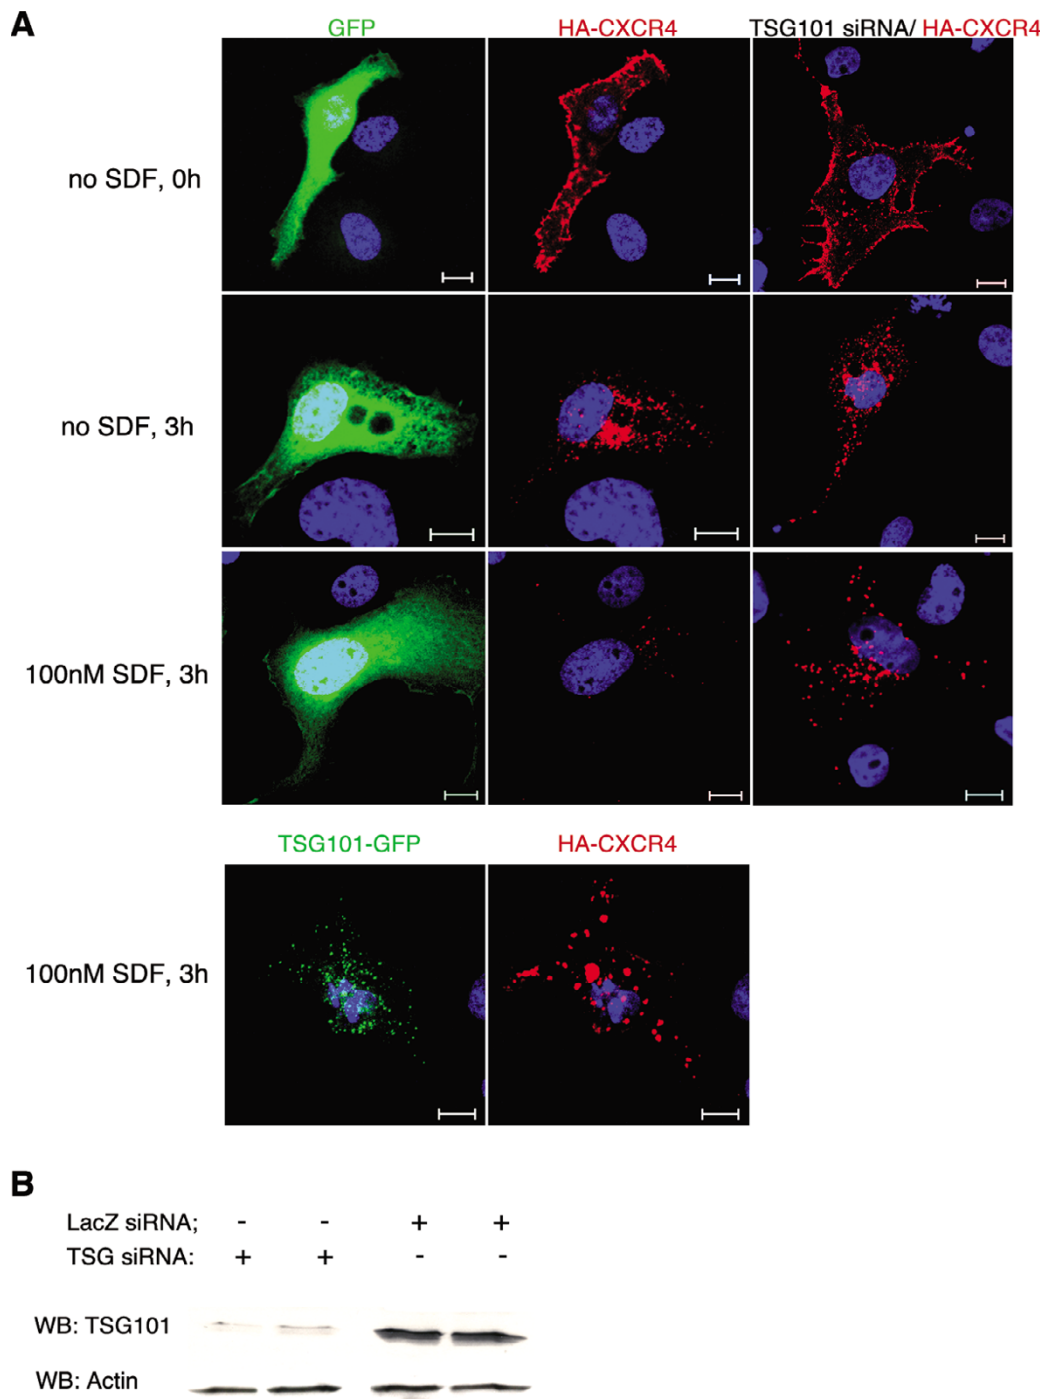 A
GFP HA-CXCR4 TSG101 siRNA/ HA-CXCR4
no SDF, 0h
no SDF, 3h
100nM SDF, 3h
TSG101-GFP HA-CXCR4
100nM SDF, 3h
B
LacZ siRNA; - - + +
TSG siRNA: + + - -
WB: TSG101
WB: Actin